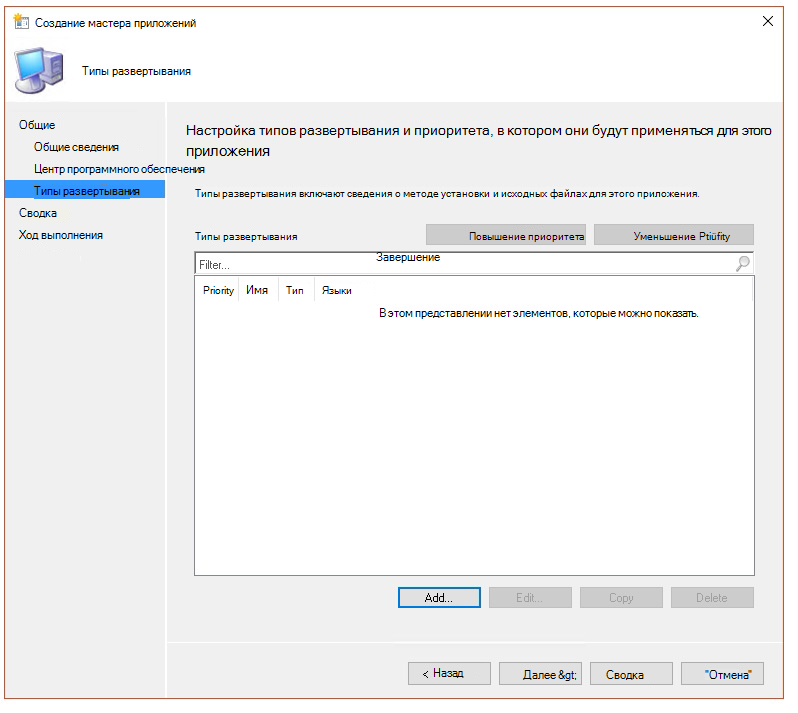 Создание мастера приложений
Типы развертывания
Общие
Общие сведения
Центр программного обеспечения
Типы развертывания
Сводка
Ход выполнения
Настройка типов развертывания и приоритета, в котором они будут применяться для этого
приложения
Типы развертывания включают сведения о методе установки и исходных файлах для этого приложения.
Типы развертывания
Повышение приоритета
Уменьшение Ptiüfity
Завершение
Filter...
Priority Имя Тип Языки
В этом представлении нет элементов, которые можно показать.
Add... Edit... Copy Delete
< Назад Далее &gt; Сводка "Отмена"